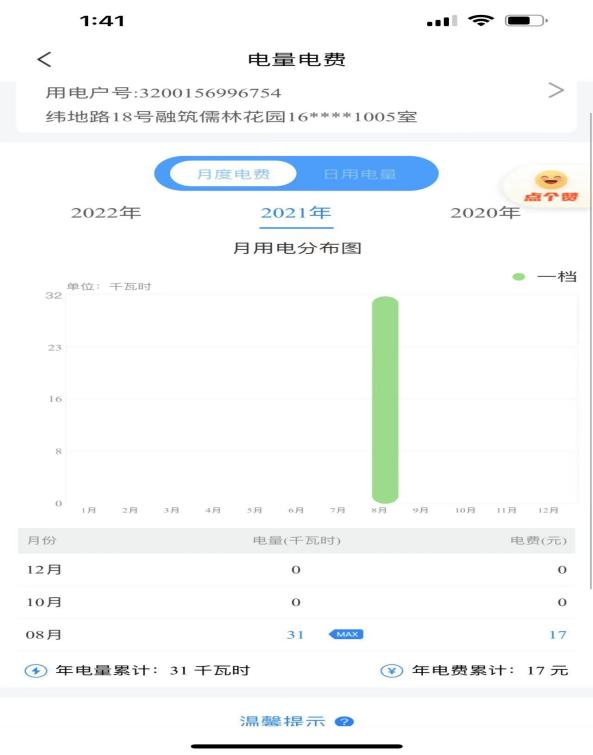 1:41
电量电费
用电户号:3200156996754
纬地路18号融筑儒林花园16****1005室
月度电费 日用电量
点个赞
2022年 2021年 2020年
月用电分布图
一档
单位：千瓦时
32
23
16
8
0
1月 2月 3月 4月 5月 6月 7月 8月 9月 10月 11月 12月
月份 电量(千瓦时) 电费(元)
12月 0 0
10月 0 0
08月 31 MAX 17
年电量累计：31 千瓦时 年电费累计：17 元
温馨提示 ?